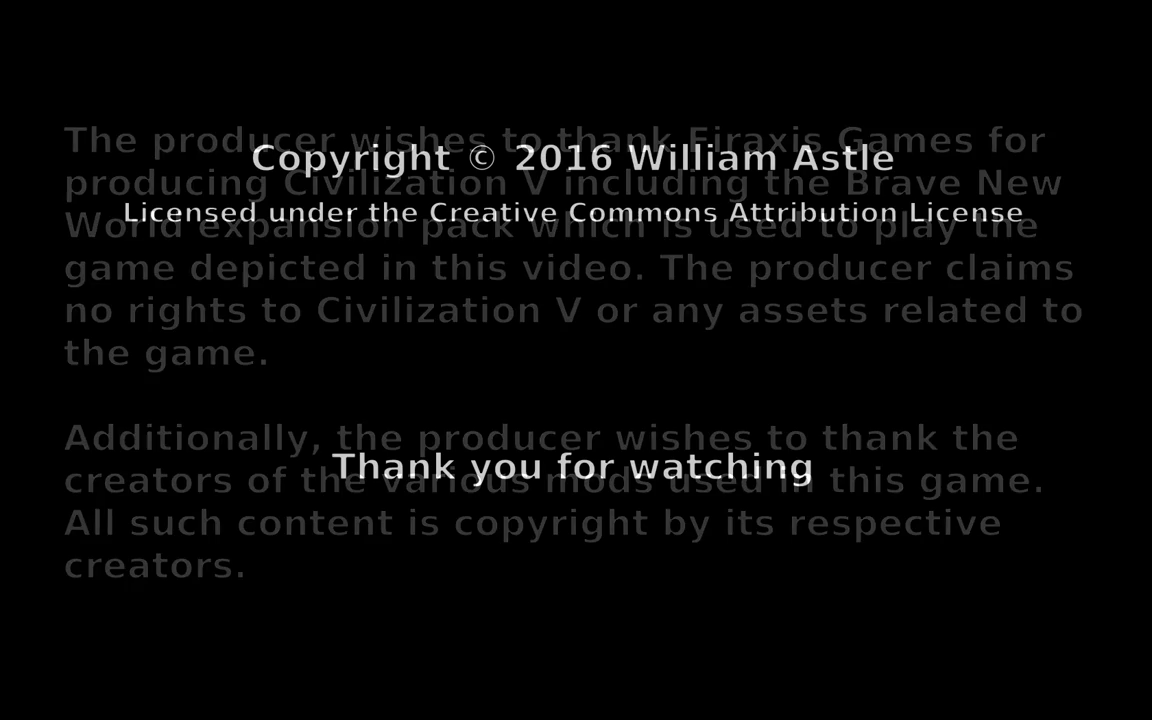 The producer wishes to thank Firaxis Games for
Copyright © 2016 William Astle
producing Civilization V including the Brave New
Licensed under the Creative Commons Attribution License
World expansion pack which is used to play the
game depicted in this video. The producer claims
no rights to Civilization V or any assets related to
the game.
Additionally, the producer wishes to thank the
Thank you for watching
creators of the various mods used in this game.
All such content is copyright by its respective
creators.